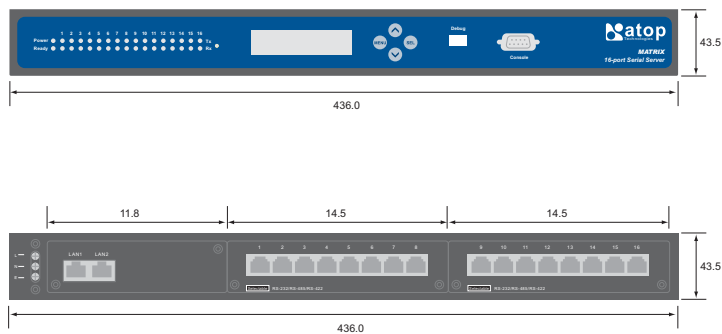 1 2 3 4 5 6 7 8 9 10 11 12 13 14 15 16
Power Tx
Ready Rx
MENU SEL
Debug
Console
atop
Technologies
MATRIX
16-port Serial Server
43.5
436.0
11.8 14.5 14.5
L
N
LAN1 LAN2
1 2 3 4 5 6 7 8
9 10 11 12 13 14 15 16
Selectable RS-232/RS-485/RS-422
Selectable RS-232/RS-485/RS-422
43.5
436.0